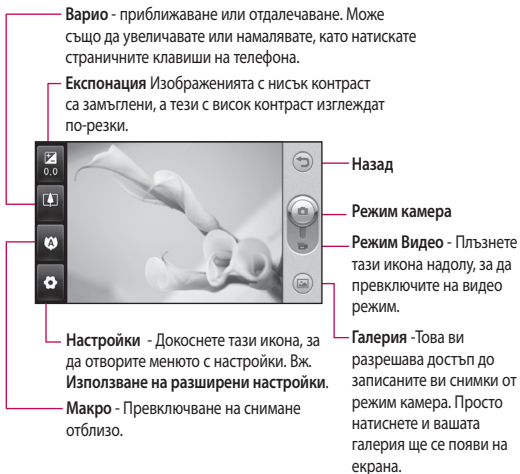 Варио - приближаване или отдалечаване. Може
също да увеличавате или намалявате, като натискате
страничните клавиши на телефона.
Експонация Изображенията с нисък контраст
са замъглени, а тези с висок контраст изглеждат
по-резки.
0,0
Назад
Режим камера
Режим Видео - Плъзнете
тази икона надолу, за да
превключите на видео
режим.
Галерия -Това ви
разрешава достъп до
записаните ви снимки от
режим камера. Просто
натиснете и вашата
галерия ще се появи на
екрана.
Настройки - Докоснете тази икона, за
да отворите менюто с настройки. Вж.
Използване на разширени настройки.
Макро - Превключване на снимане
отблизо.